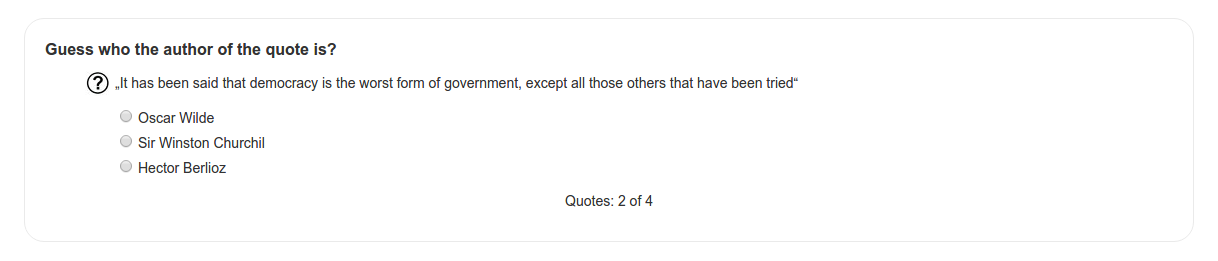 Guess who the author of the quote is?
? „It has been said that democracy is the worst form of government, except all those others that have been tried“
Oscar Wilde
Sir Winston Churchil
Hector Berlioz
Quotes: 2 of 4